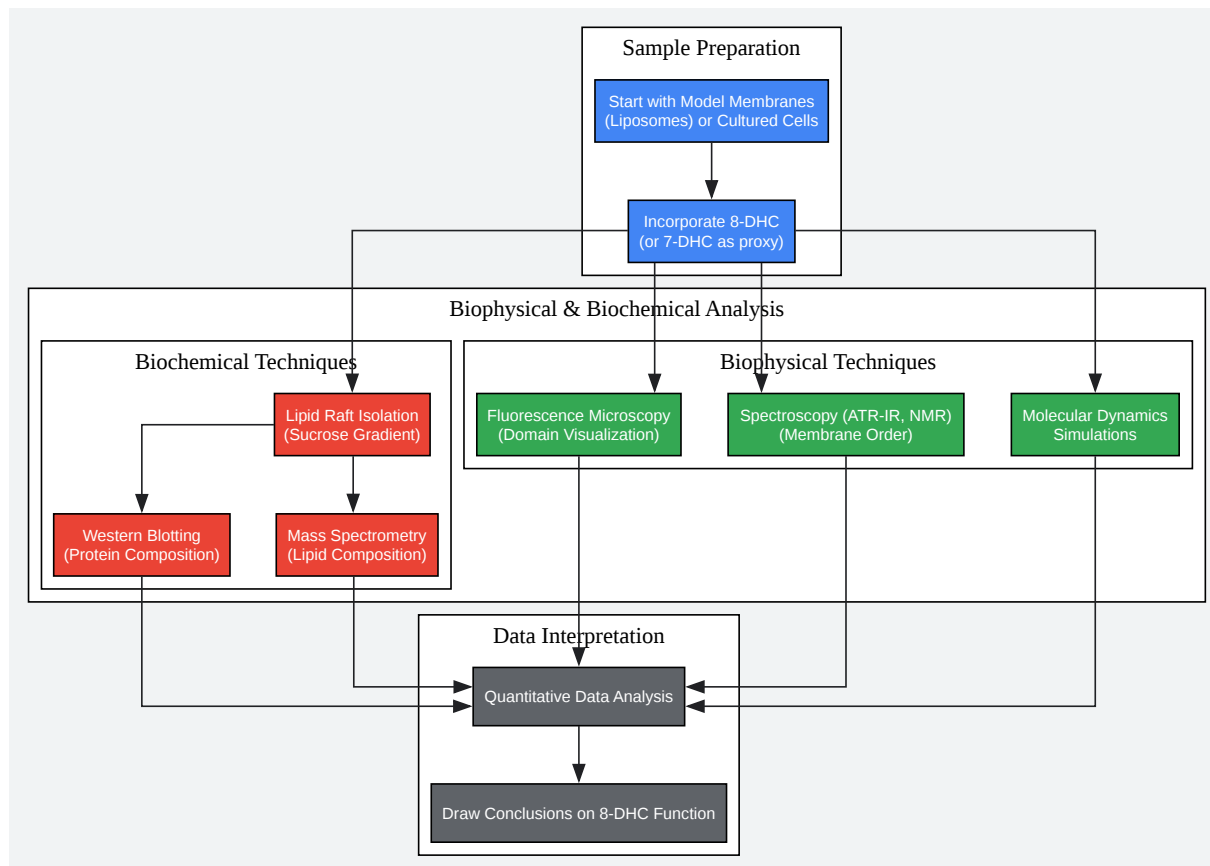 Sample Preparation
Start with Model Membranes
(Liposomes) or Cultured Cells
Incorporate 8-DHC
(or 7-DHC as proxy)
Biophysical & Biochemical Analysis
Biochemical Techniques
Biophysical Techniques
Lipid Raft Isolation
(Sucrose Gradient)
Fluorescence Microscopy
(Domain Visualization)
Spectroscopy (ATR-IR, NMR)
(Membrane Order)
Molecular Dynamics
Simulations
Western Blotting
(Protein Composition)
Mass Spectrometry
(Lipid Composition)
Data Interpretation
Quantitative Data Analysis
Draw Conclusions on 8-DHC Function